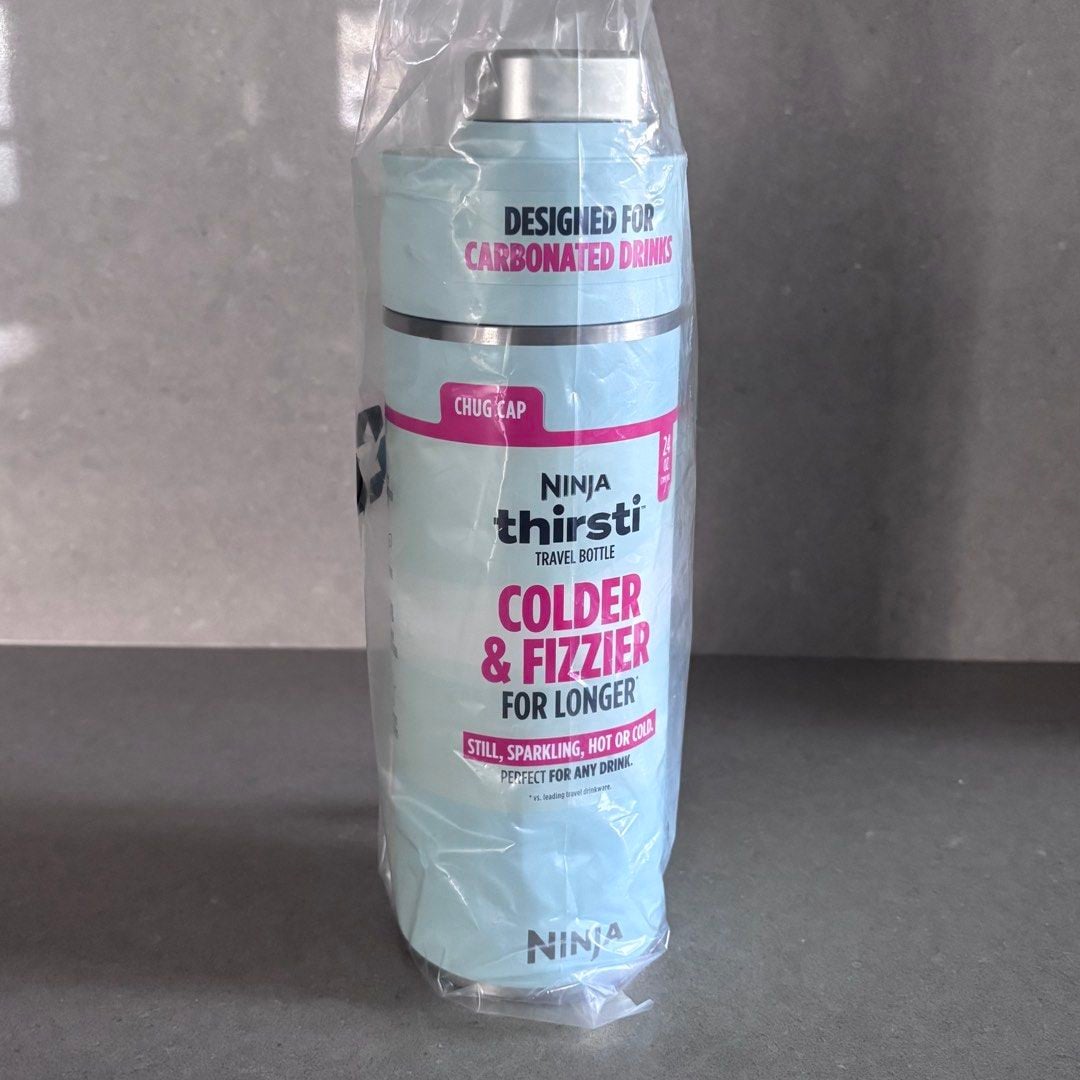 DESIGNED FOR
CARBONATED DRINKS
CHUG CAP
24
OZ
NINJA
thirsti™
TRAVEL BOTTLE
COLDER
& FIZZIER
FOR LONGER*
STILL, SPARKLING, HOT OR COLD.
PERFECT FOR ANY DRINK.
* vs. leading travel drinkware.
NINJA